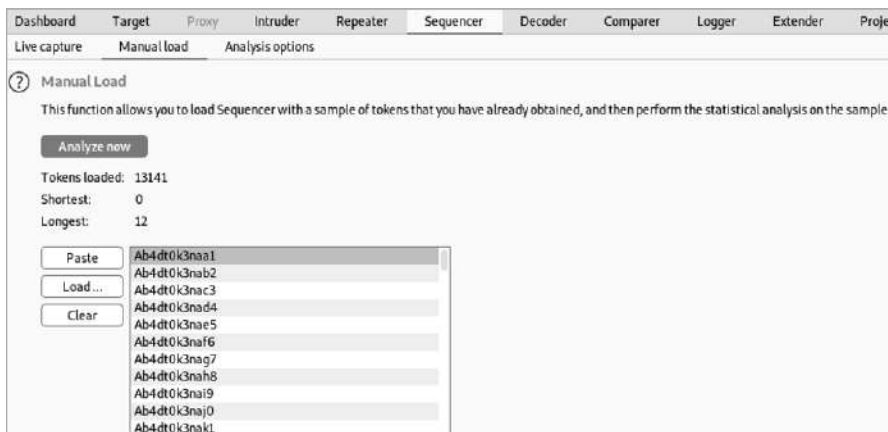 Dashboard Target Proxy Intruder Repeater Sequencer Decoder Comparer Logger Extender Proje
Live capture Manual load Analysis options
? Manual Load
This function allows you to load Sequencer with a sample of tokens that you have already obtained, and then perform the statistical analysis on the sample
Analyze now
Tokens loaded: 13141
Shortest: 0
Longest: 12
Paste
Load ...
Clear
Ab4dt0k3naa1
Ab4dt0k3nab2
Ab4dt0k3nac3
Ab4dt0k3nad4
Ab4dt0k3nae5
Ab4dt0k3naf6
Ab4dt0k3nag7
Ab4dt0k3nah8
Ab4dt0k3nai9
Ab4dt0k3naj0
Ab4dt0k3nak1